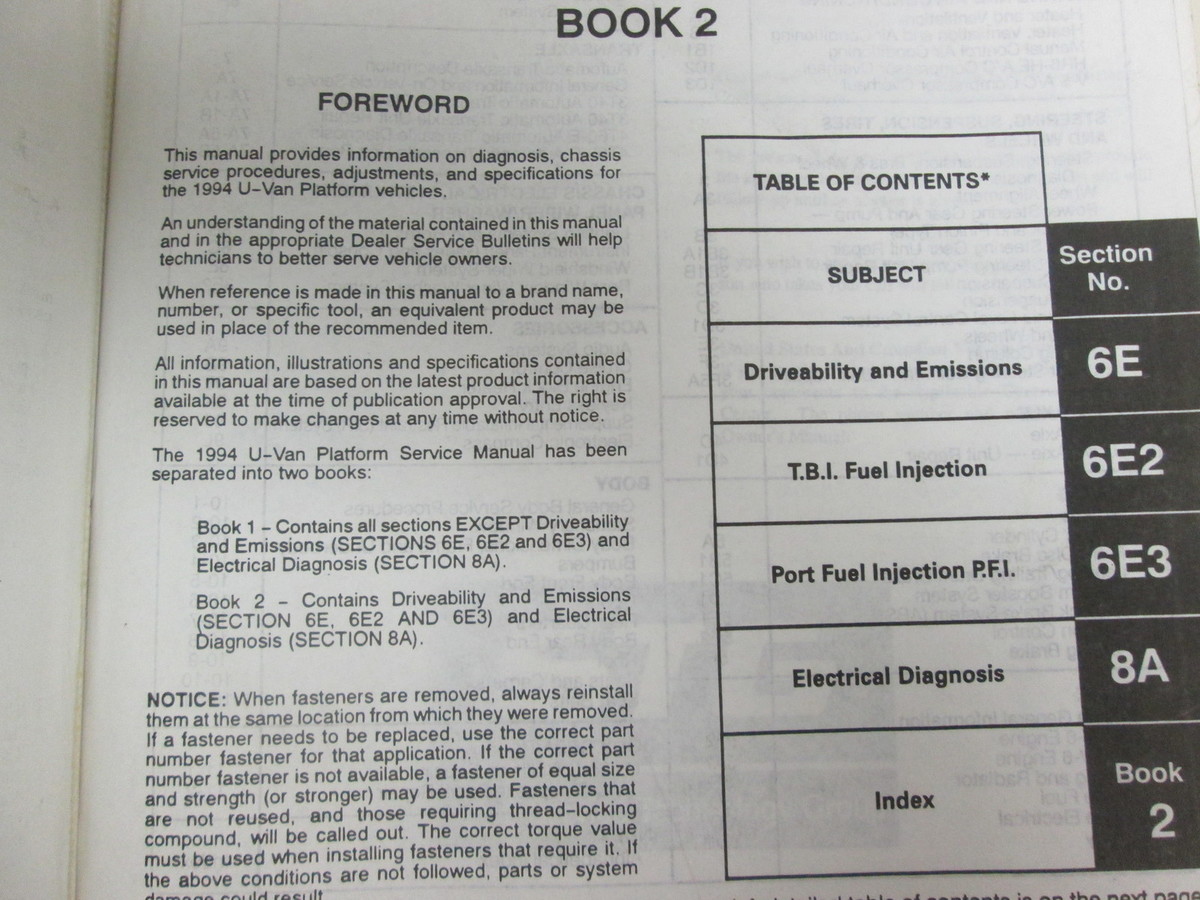 BOOK 2
FOREWORD
This manual provides information on diagnosis, chassis
service procedures, adjustments, and specifications for
the 1994 U-Van Platform vehicles.
An understanding of the material contained in this manual
and in the appropriate Dealer Service Bulletins will help
technicians to better serve vehicle owners.
When reference is made in this manual to a brand name,
number, or specific tool, an equivalent product may be
used in place of the recommended item.
All information, illustrations and specifications contained
in this manual are based on the latest product information
available at the time of publication approval. The right is
reserved to make changes at any time without notice.
The 1994 U-Van Platform Service Manual has been
separated into two books:
Book 1 - Contains all sections EXCEPT Driveability
and Emissions (SECTIONS 6E, 6E2 and 6E3) and
Electrical Diagnosis (SECTION 8A).
Book 2 - Contains Driveability and Emissions
(SECTION 6E, 6E2 AND 6E3) and Electrical
Diagnosis (SECTION 8A).
NOTICE: When fasteners are removed, always reinstall
them at the same location from which they were removed.
If a fastener needs to be replaced, use the correct part
number fastener for that application. If the correct part
number fastener is not available, a fastener of equal size
and strength (or stronger) may be used. Fasteners that
are not reused, and those requiring thread-locking
compound, will be called out. The correct torque value
must be used when installing fasteners that require it. If
the above conditions are not followed, parts or system
damage could result.
TABLE OF CONTENTS*
SUBJECT
Section
No.
Driveability and Emissions
6E
T.B.I. Fuel Injection
6E2
Port Fuel Injection P.F.I.
6E3
Electrical Diagnosis
8A
Index
Book
2
detailed table of contents is on the next page